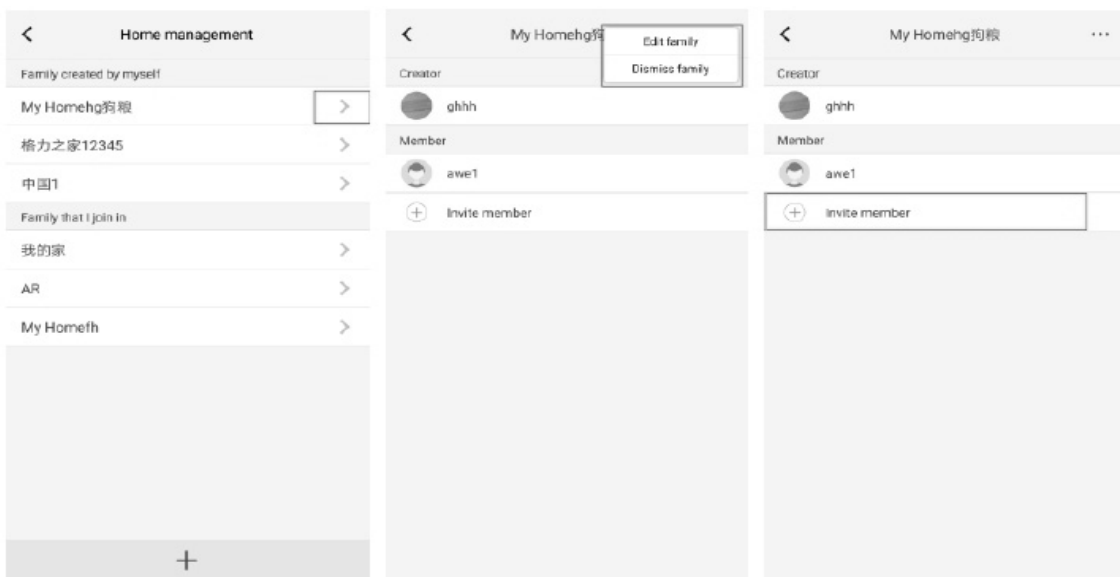 Home management
Family created by myself
My Homehg狗粮
格力之家12345
中国1
Family that I join in
我的家
AR
My Homefh
My Homehg狗
Edit family
Dismiss family
Creator
ghhh
Member
awe1
Invite member
My Homehg狗粮
Creator
ghhh
Member
awe1
Invite member